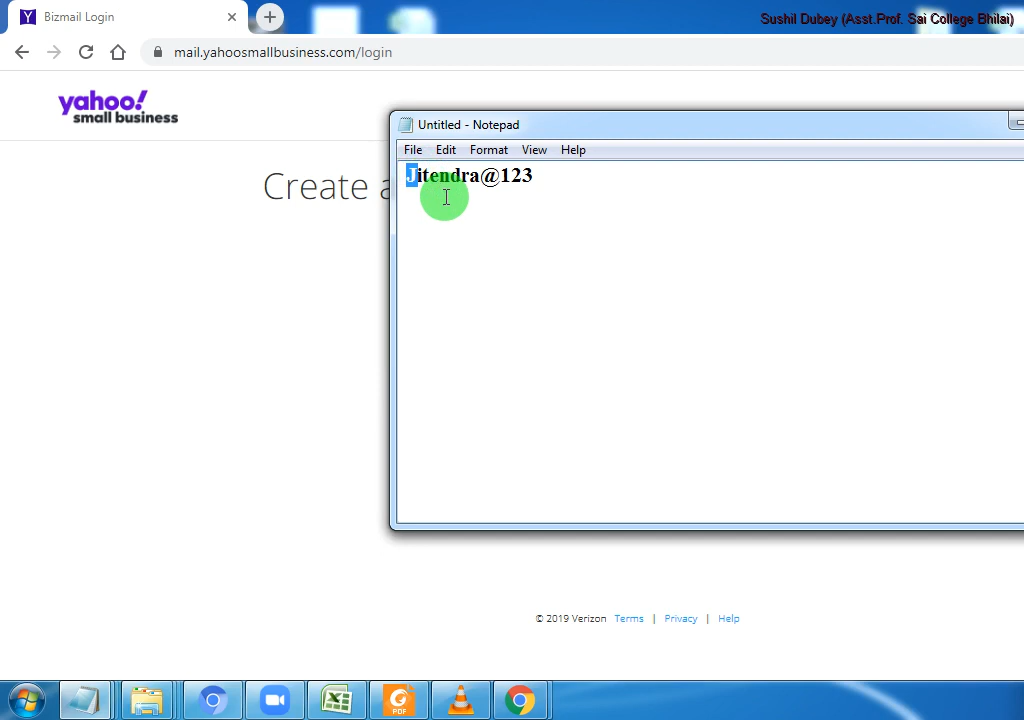 Bizmail Login
Sushil Dubey (Asst.Prof. Sai College Bhilai)
mail.yahoosmallbusiness.com/login
yahoo!
small business
Untitled - Notepad
File Edit Format View Help
Jitendra@123
Create a
© 2019 Verizon Terms | Privacy | Help
PDF